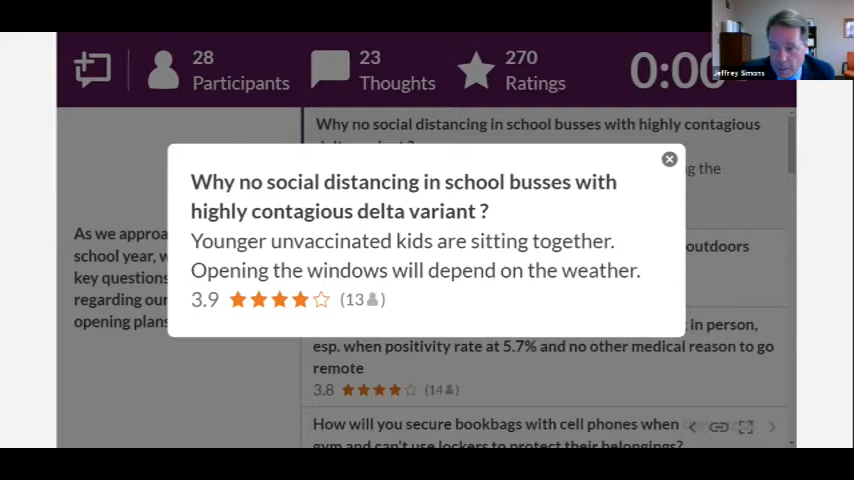 28
Participants
23
Thoughts
270
Ratings
0:00
Jeffrey Simons
Why no social distancing in school busses with highly contagious
the
As we approa
school year, w
key questions
regarding our
opening plans
Why no social distancing in school busses with
highly contagious delta variant ?
Younger unvaccinated kids are sitting together.
Opening the windows will depend on the weather.
3.9 (13)
outdoors
in person,
esp. when positivity rate at 5.7% and no other medical reason to go
remote
3.8 (14)
How will you secure bookbags with cell phones when
gym and can't use lockers to protect their belongings?